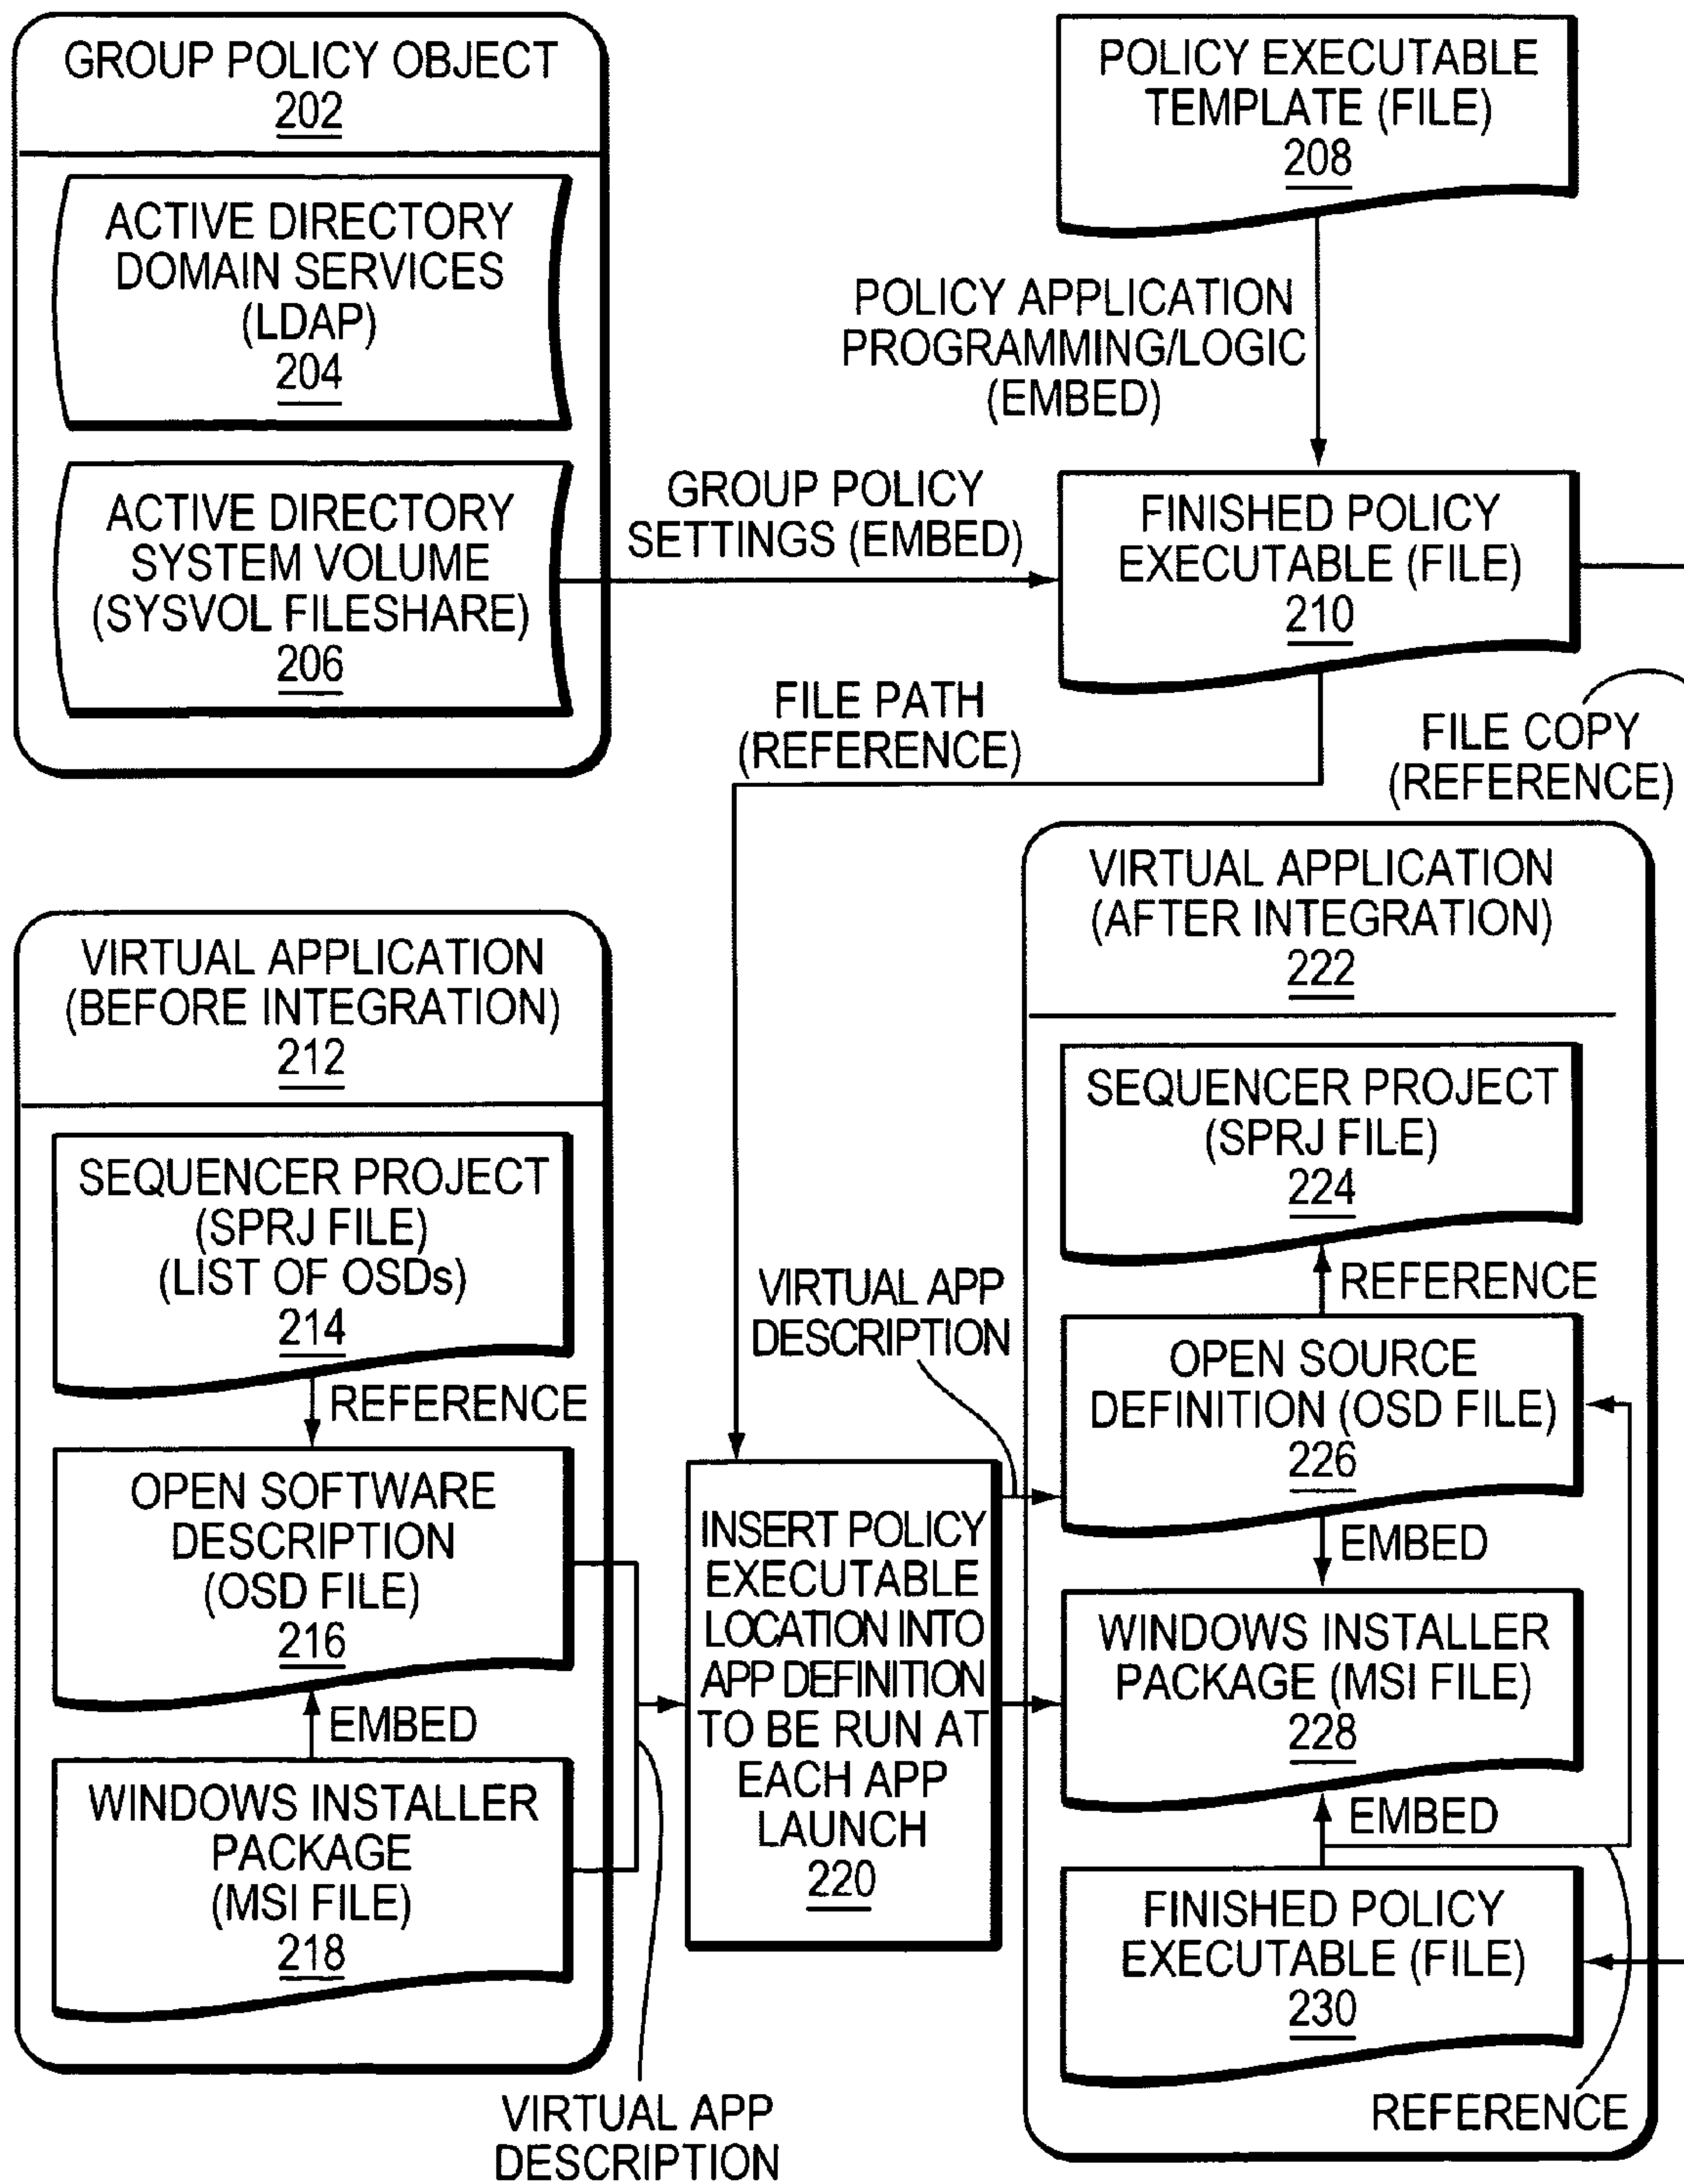 GROUP POLICY OBJECT
202
ACTIVE DIRECTORY
DOMAIN SERVICES
(LDAP)
204
ACTIVE DIRECTORY
SYSTEM VOLUME
(SYSVOL FILESHARE)
206
POLICY EXECUTABLE
TEMPLATE (FILE)
208
POLICY APPLICATION
PROGRAMMING/LOGIC
(EMBED)
GROUP POLICY
SETTINGS (EMBED)
FINISHED POLICY
EXECUTABLE (FILE)
210
FILE PATH
(REFERENCE)
FILE COPY
(REFERENCE)
VIRTUAL APPLICATION
(BEFORE INTEGRATION)
212
SEQUENCER PROJECT
(SPRJ FILE)
(LIST OF OSDs)
214
REFERENCE
OPEN SOFTWARE
DESCRIPTION
(OSD FILE)
216
EMBED
WINDOWS INSTALLER
PACKAGE
(MSI FILE)
218
VIRTUAL APP
DESCRIPTION
INSERT POLICY
EXECUTABLE
LOCATION INTO
APP DEFINITION
TO BE RUN AT
EACH APP
LAUNCH
220
VIRTUAL APP
DESCRIPTION
VIRTUAL APPLICATION
(AFTER INTEGRATION)
222
SEQUENCER PROJECT
(SPRJ FILE)
224
REFERENCE
OPEN SOURCE
DEFINITION (OSD FILE)
226
EMBED
WINDOWS INSTALLER
PACKAGE (MSI FILE)
228
EMBED
FINISHED POLICY
EXECUTABLE (FILE)
230
REFERENCE